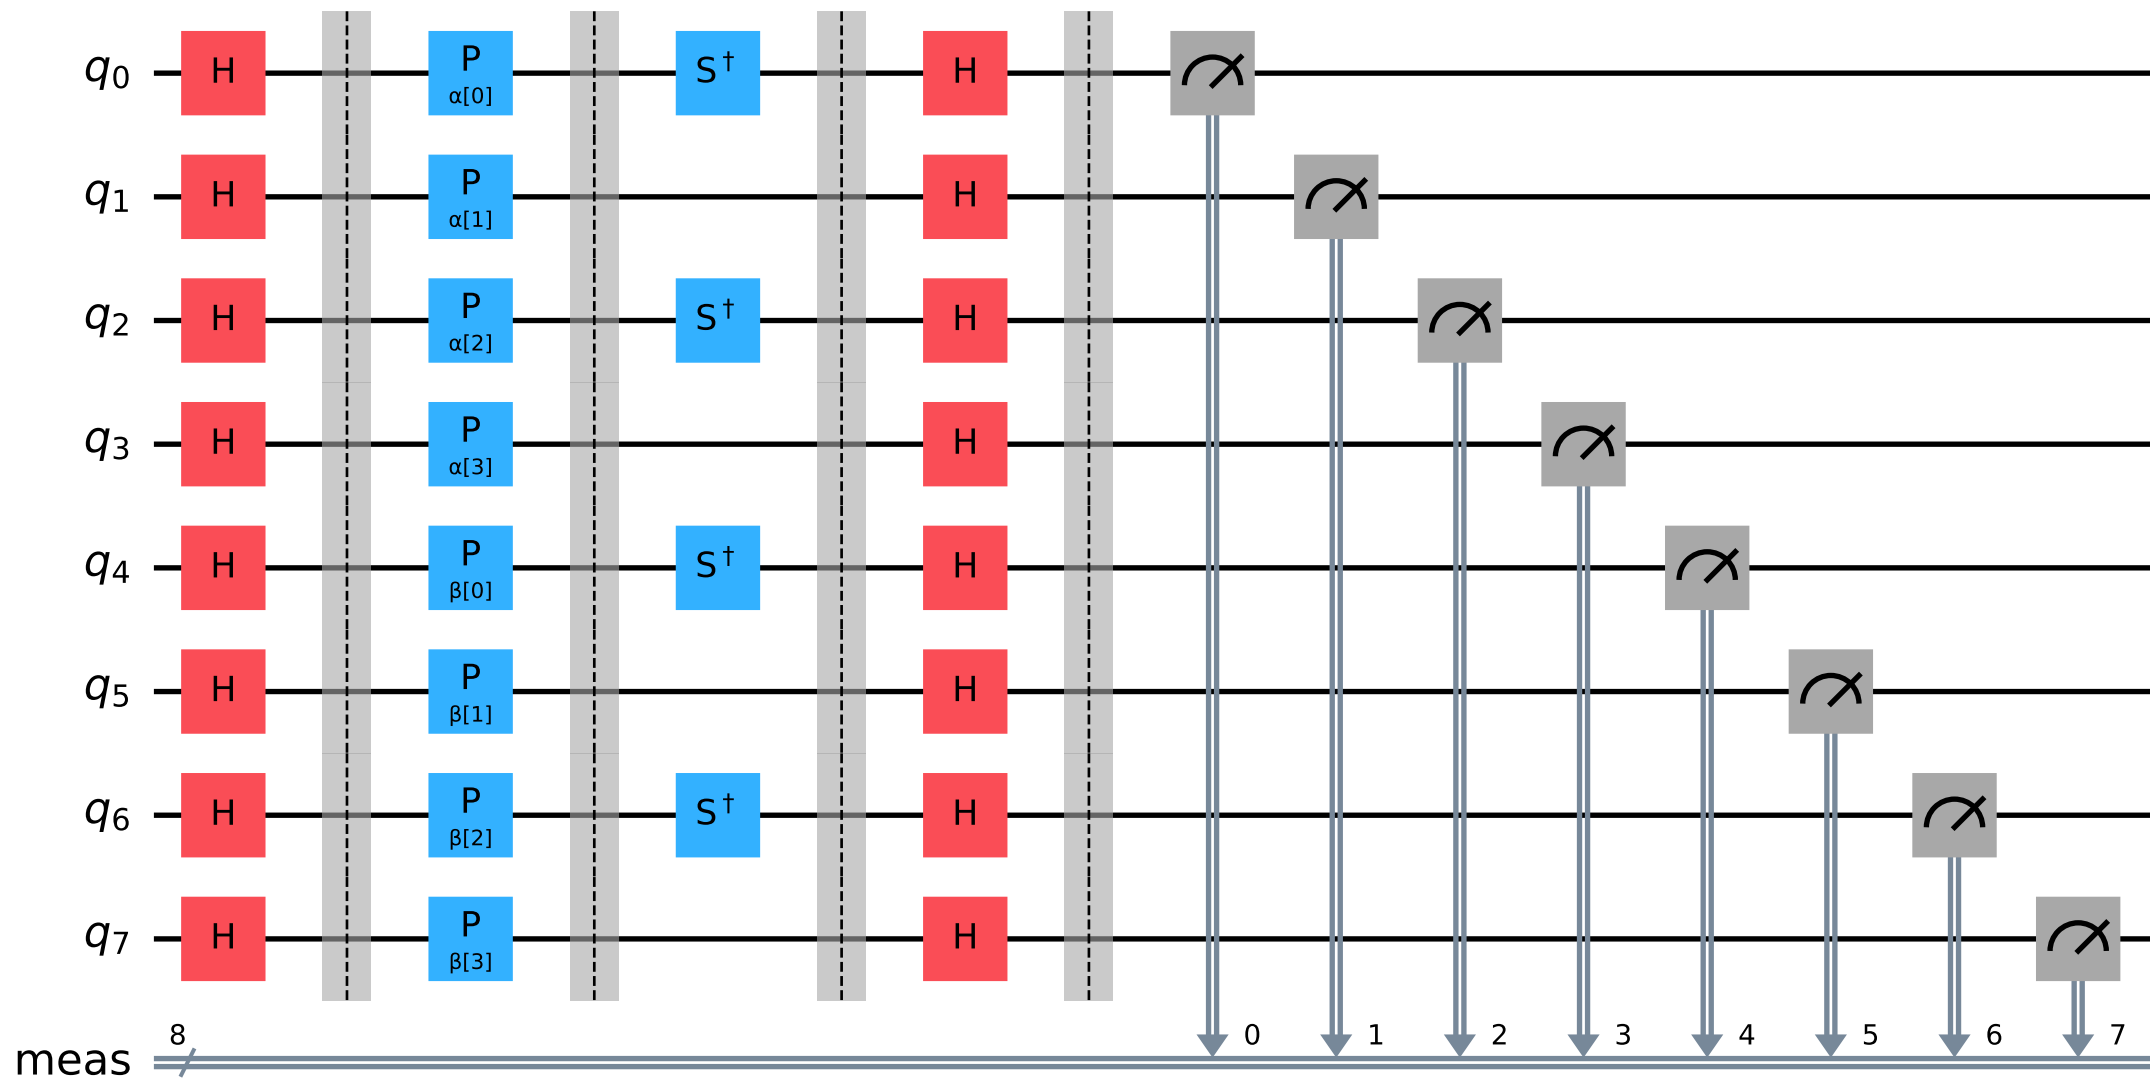 q0 H P α[0] S† H
q1 H P α[1] H
q2 H P α[2] S† H
q3 H P α[3] H
q4 H P β[0] S† H
q5 H P β[1] H
q6 H P β[2] S† H
q7 H P β[3] H
8 0 1 2 3 4 5 6 7
meas